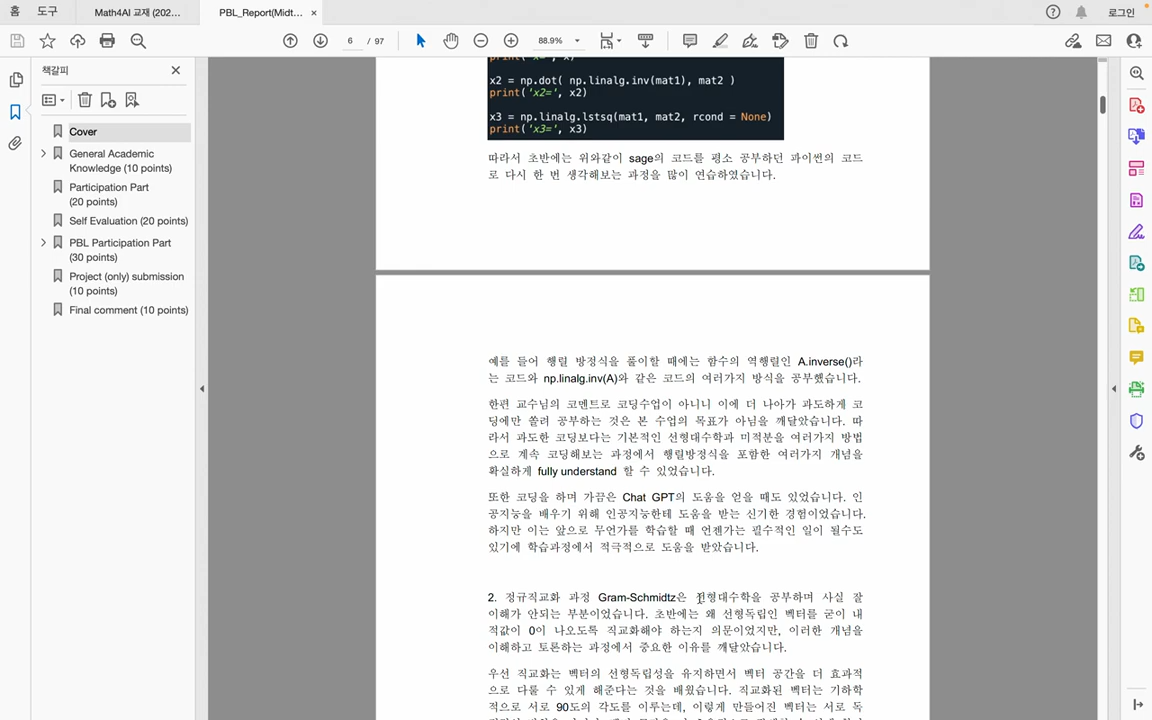 홈 도구 Math4AI 교재 (202... PBL_Report(Midt... × 로그인
6 / 97 88.9%
책갈피
Cover
General Academic
Knowledge (10 points)
Participation Part
(20 points)
Self Evaluation (20 points)
PBL Participation Part
(30 points)
Project (only) submission
(10 points)
Final comment (10 points)
x2 = np.dot( np.linalg.inv(mat1), mat2 )
print('x2=', x2)
x3 = np.linalg.lstsq(mat1, mat2, rcond = None)
print('x3=', x3)
따라서 초반에는 위와같이 sage의 코드를 평소 공부하던 파이썬의 코드
로 다시 한 번 생각해보는 과정을 많이 연습하였습니다.
예를 들어 행렬 방정식을 풀이할 때에는 함수의 역행렬인 A.inverse()라
는 코드와 np.linalg.inv(A)와 같은 코드의 여러가지 방식을 공부했습니다.
한편 교수님의 코멘트로 코딩수업이 아니니 이에 더 나아가 과도하게 코
딩에만 쏠려 공부하는 것은 본 수업의 목표가 아님을 깨달았습니다. 따
라서 과도한 코딩보다는 기본적인 선형대수학과 미적분을 여러가지 방법
으로 계속 코딩해보는 과정에서 행렬방정식을 포함한 여러가지 개념을
확실하게 fully understand 할 수 있었습니다.
또한 코딩을 하며 가끔은 Chat GPT의 도움을 얻을 때도 있었습니다. 인
공지능을 배우기 위해 인공지능한테 도움을 받는 신기한 경험이었습니다.
하지만 이는 앞으로 무언가를 학습할 때 언젠가는 필수적인 일이 될수도
있기에 학습과정에서 적극적으로 도움을 받았습니다.
2. 정규직교화 과정 Gram-Schmidtz은 선형대수학을 공부하며 사실 잘
이해가 안되는 부분이었습니다. 초반에는 왜 선형독립인 벡터를 굳이 내
적값이 0이 나오도록 직교화해야 하는지 의문이었지만, 이러한 개념을
이해하고 토론하는 과정에서 중요한 이유를 깨달았습니다.
우선 직교화는 벡터의 선형독립성을 유지하면서 벡터 공간을 더 효과적
으로 다룰 수 있게 해준다는 것을 배웠습니다. 직교화된 벡터는 기하학
적으로 서로 90도의 각도를 이루는데, 이렇게 만들어진 벡터는 서로 독